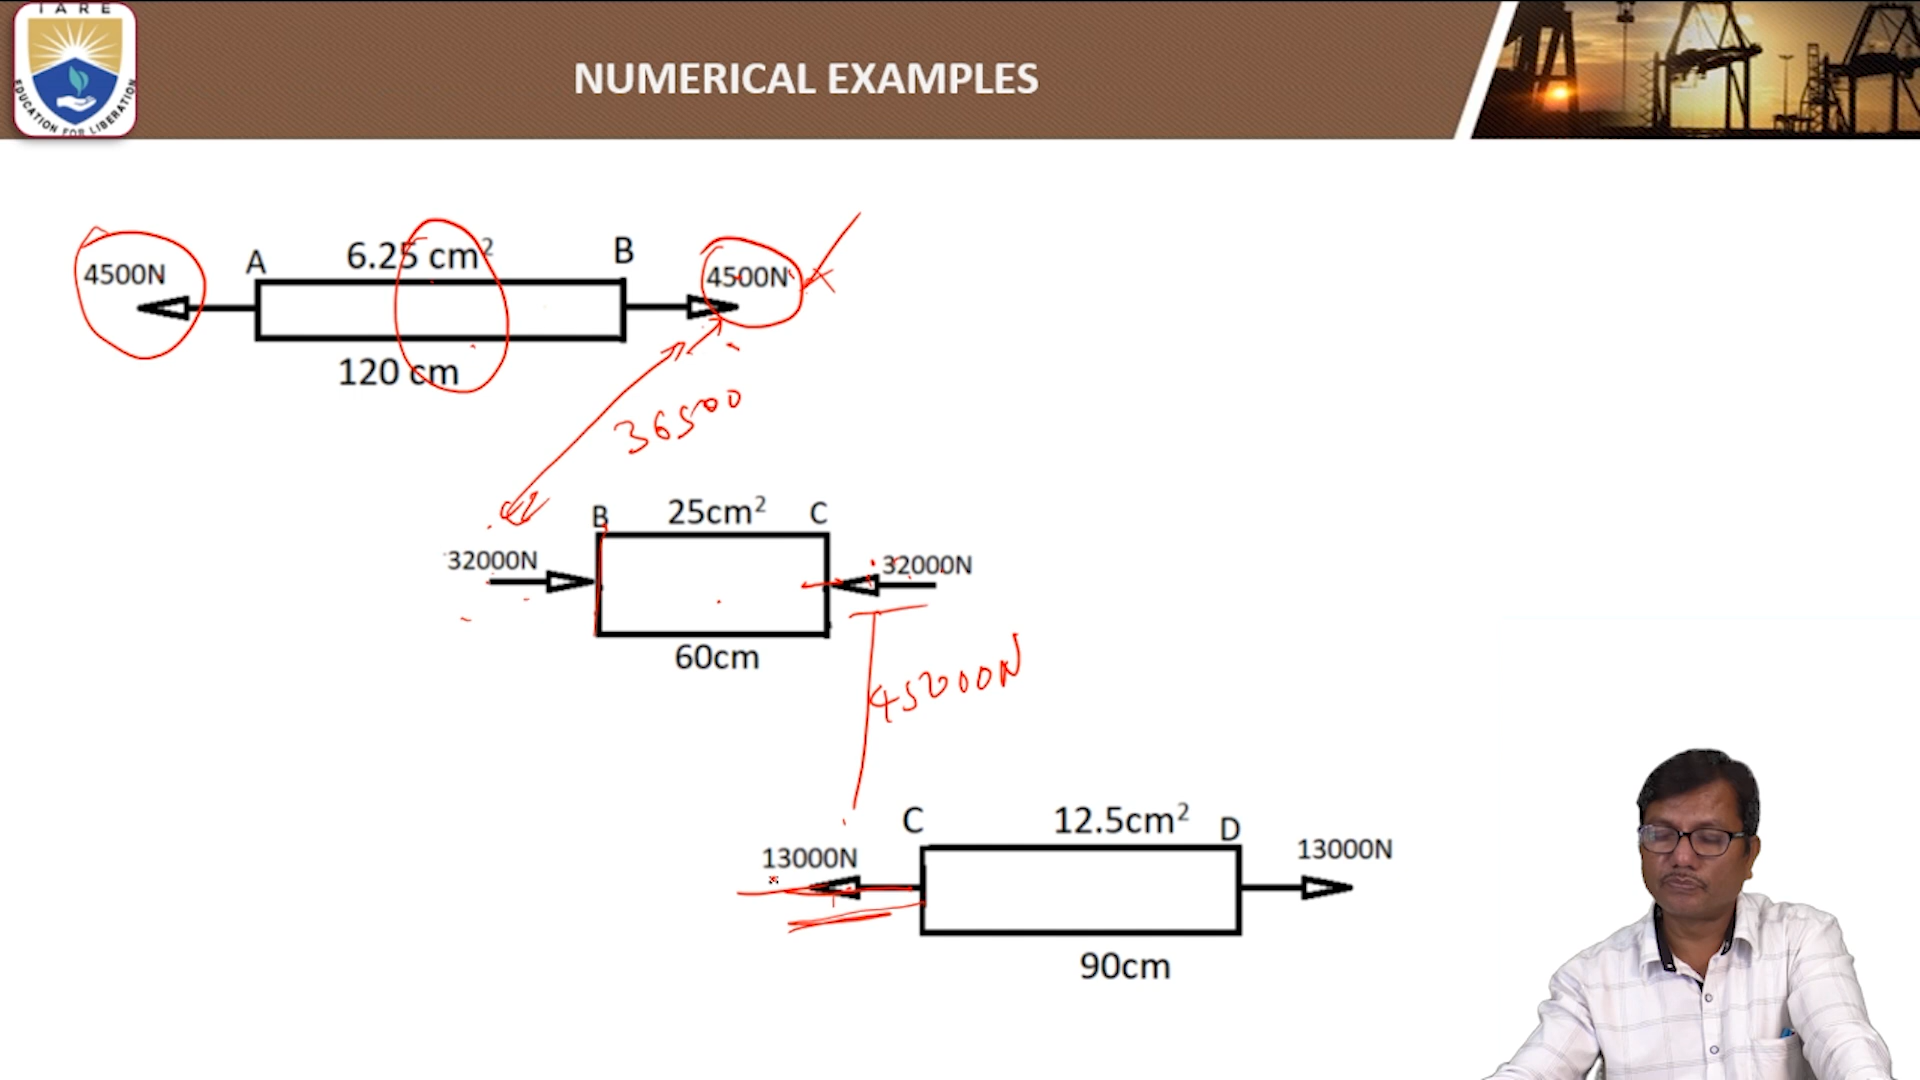 IARE
EDUCATION FOR LIBERATION
NUMERICAL EXAMPLES
4500N
A
6.25 cm²
B
4500N
120 cm
36500
B
25cm²
C
32000N
32000N
60cm
45000N
C
12.5cm²
D
13000N
13000N
90cm